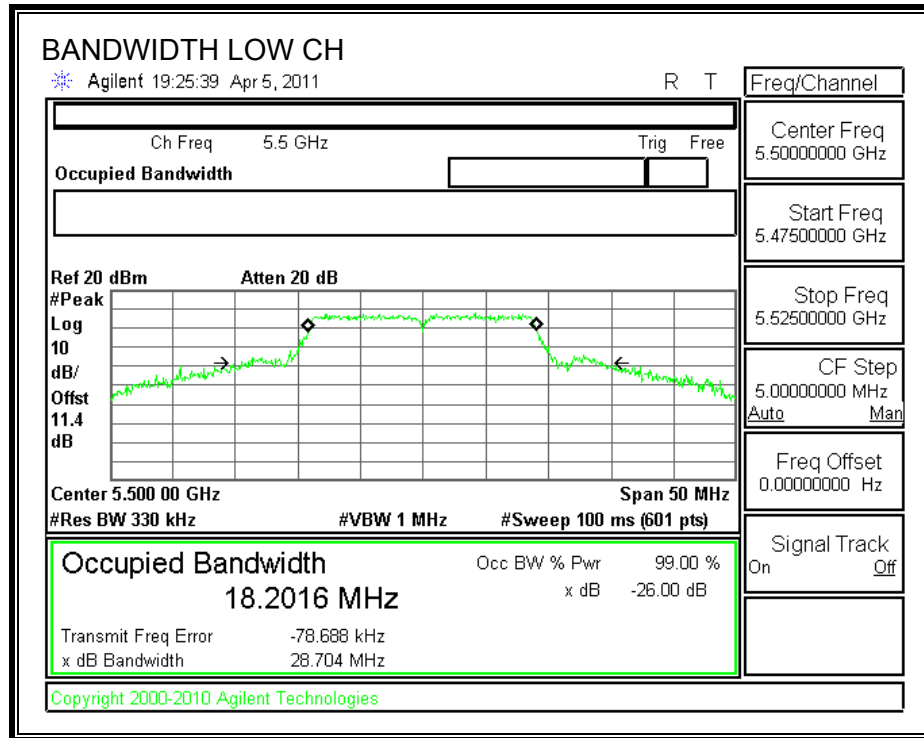 BANDWIDTH LOW CH
Agilent 19:25:39 Apr 5, 2011 R T
Freq/Channel
Ch Freq 5.5 GHz Trig Free
Occupied Bandwidth
Center Freq
5.50000000 GHz
Start Freq
5.47500000 GHz
Stop Freq
5.52500000 GHz
CF Step
5.00000000 MHz
Auto Man
Freq Offset
0.00000000 Hz
Signal Track
On Off
Ref 20 dBm Atten 20 dB
#Peak
Log
10
dB/
Offst
11.4
dB
Center 5.500 00 GHz Span 50 MHz
#Res BW 330 kHz #VBW 1 MHz #Sweep 100 ms (601 pts)
Occupied Bandwidth
18.2016 MHz
Occ BW % Pwr 99.00 %
x dB -26.00 dB
Transmit Freq Error -78.688 kHz
x dB Bandwidth 28.704 MHz
Copyright 2000-2010 Agilent Technologies